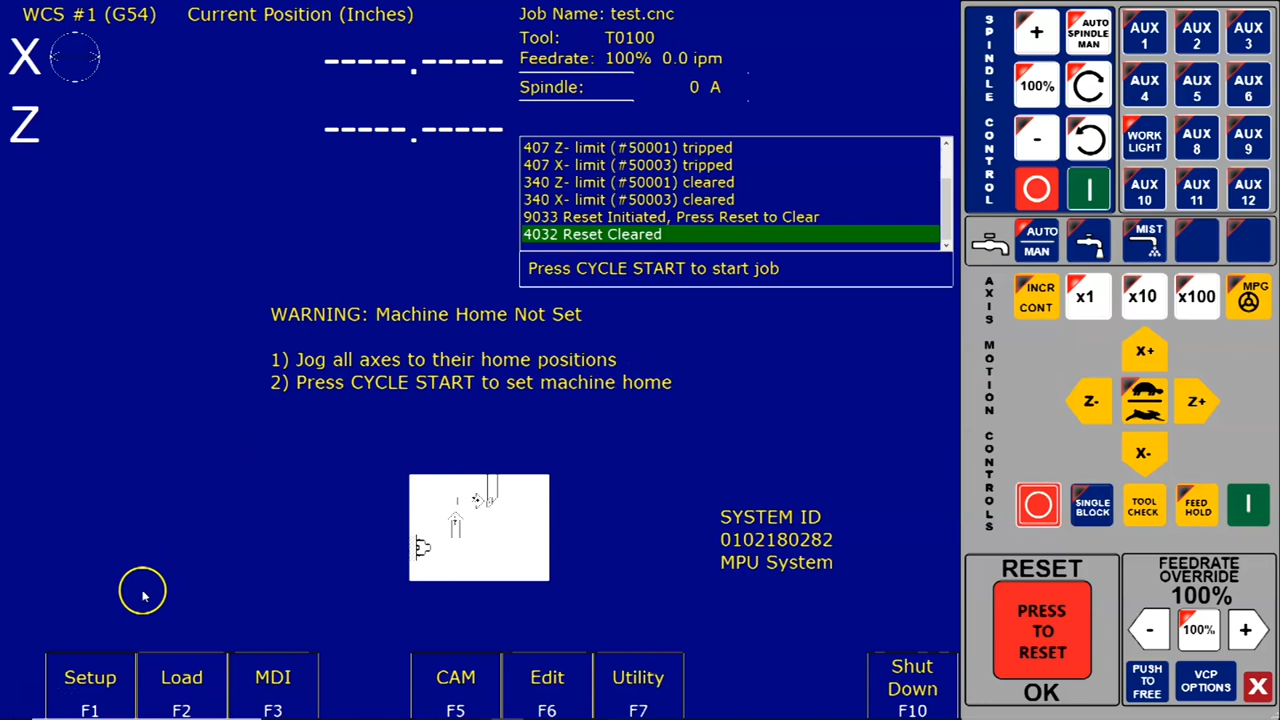 WCS #1 (G54) Current Position (Inches)
X
-----.-----
Z
-----.-----
Job Name: test.cnc
Tool: T0100
Feedrate: 100% 0.0 ipm
Spindle: 0 A
407 Z- limit (#50001) tripped
407 X- limit (#50003) tripped
340 Z- limit (#50001) cleared
340 X- limit (#50003) cleared
9033 Reset Initiated, Press Reset to Clear
4032 Reset Cleared
Press CYCLE START to start job
WARNING: Machine Home Not Set
1) Jog all axes to their home positions
2) Press CYCLE START to set machine home
SYSTEM ID
0102180282
MPU System
Setup
F1
Load
F2
MDI
F3
CAM
F5
Edit
F6
Utility
F7
Shut
Down
F10
SPINDLE CONTROL
+
AUTO
SPINDLE
MAN
100%
-
AUX
1
AUX
2
AUX
3
AUX
4
AUX
5
AUX
6
WORK
LIGHT
AUX
8
AUX
9
AUX
10
AUX
11
AUX
12
AUTO
MAN
MIST
AXIS MOTION CONTROLS
INCR
CONT
x1
x10
x100
MPG
X+
Z-
Z+
X-
SINGLE
BLOCK
TOOL
CHECK
FEED
HOLD
RESET
PRESS
TO
RESET
OK
FEEDRATE
OVERRIDE
100%
-
100%
+
PUSH
TO
FREE
VCP
OPTIONS
X